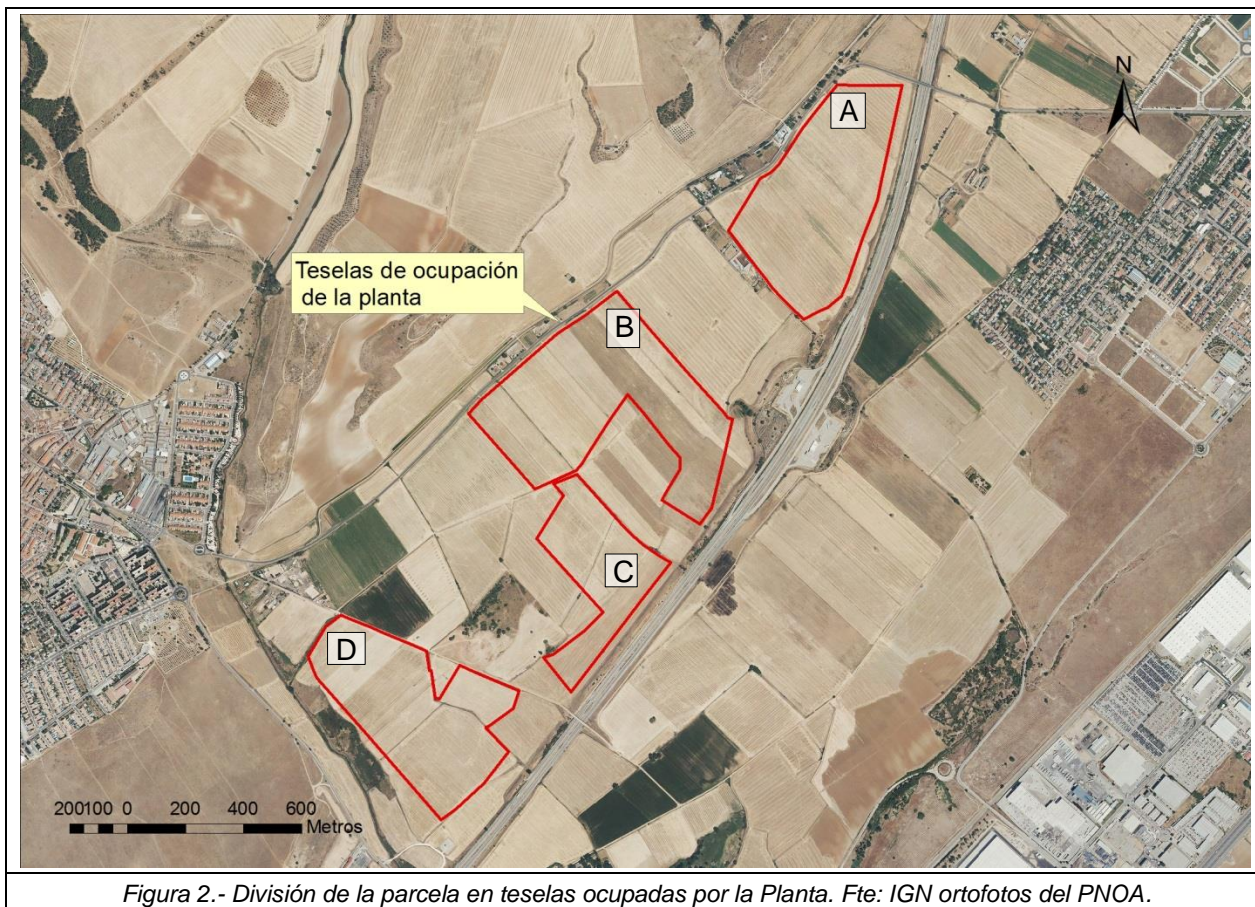 N
A
Teselas de ocupación
de la planta
B
C
D
200100 0 200 400 600
Metros
Figura 2.- División de la parcela en teselas ocupadas por la Planta. Fte: IGN ortofotos del PNOA.